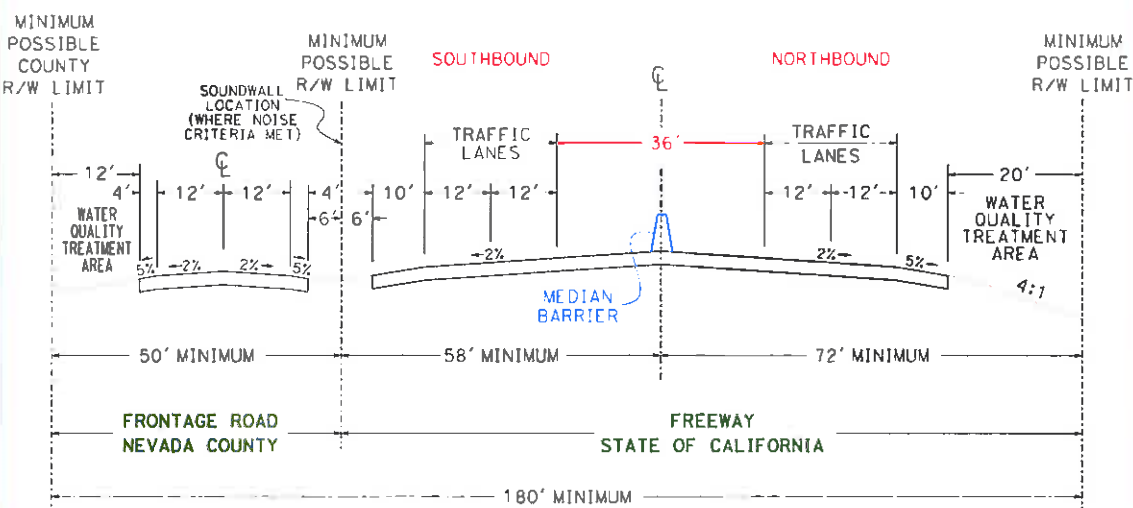 MINIMUM
POSSIBLE
COUNTY
R/W LIMIT
MINIMUM
POSSIBLE
R/W LIMIT
SOUTHBOUND
℄
NORTHBOUND
MINIMUM
POSSIBLE
R/W LIMIT
SOUNDWALL
LOCATION
(WHERE NOISE
CRITERIA MET)
℄
TRAFFIC
LANES
36'
TRAFFIC
LANES
12'
4'
12'
12'
4'
10'
12'
12'
12'
12'
10'
20'
6'
6'
WATER
QUALITY
TREATMENT
AREA
WATER
QUALITY
TREATMENT
AREA
5%
2%
2%
5%
2%
2%
5%
4:1
MEDIAN
BARRIER
50' MINIMUM
58' MINIMUM
72' MINIMUM
FRONTAGE ROAD
NEVADA COUNTY
FREEWAY
STATE OF CALIFORNIA
180' MINIMUM